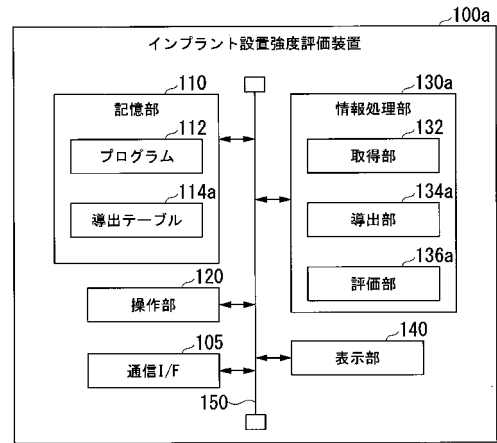 100a
インプラント設置強度評価装置
110
記憶部
112
プログラム
114a
導出テーブル
120
操作部
105
通信I/F
150
130a
情報処理部
132
取得部
134a
導出部
136a
評価部
140
表示部